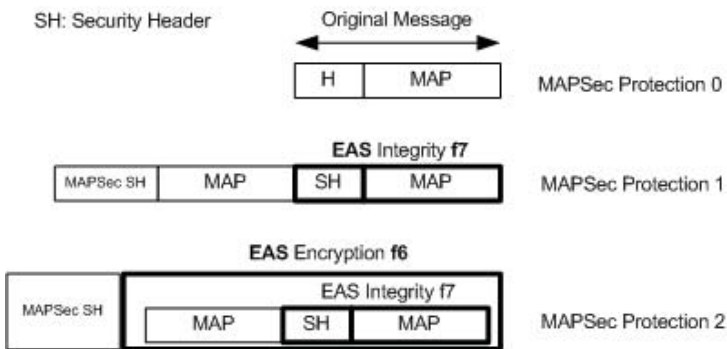 SH: Security Header
Original Message
H MAP MAPSec Protection 0
EAS Integrity f7
MAPSec SH MAP SH MAP MAPSec Protection 1
EAS Encryption f6
EAS Integrity f7
MAPSec SH MAP SH MAP MAPSec Protection 2